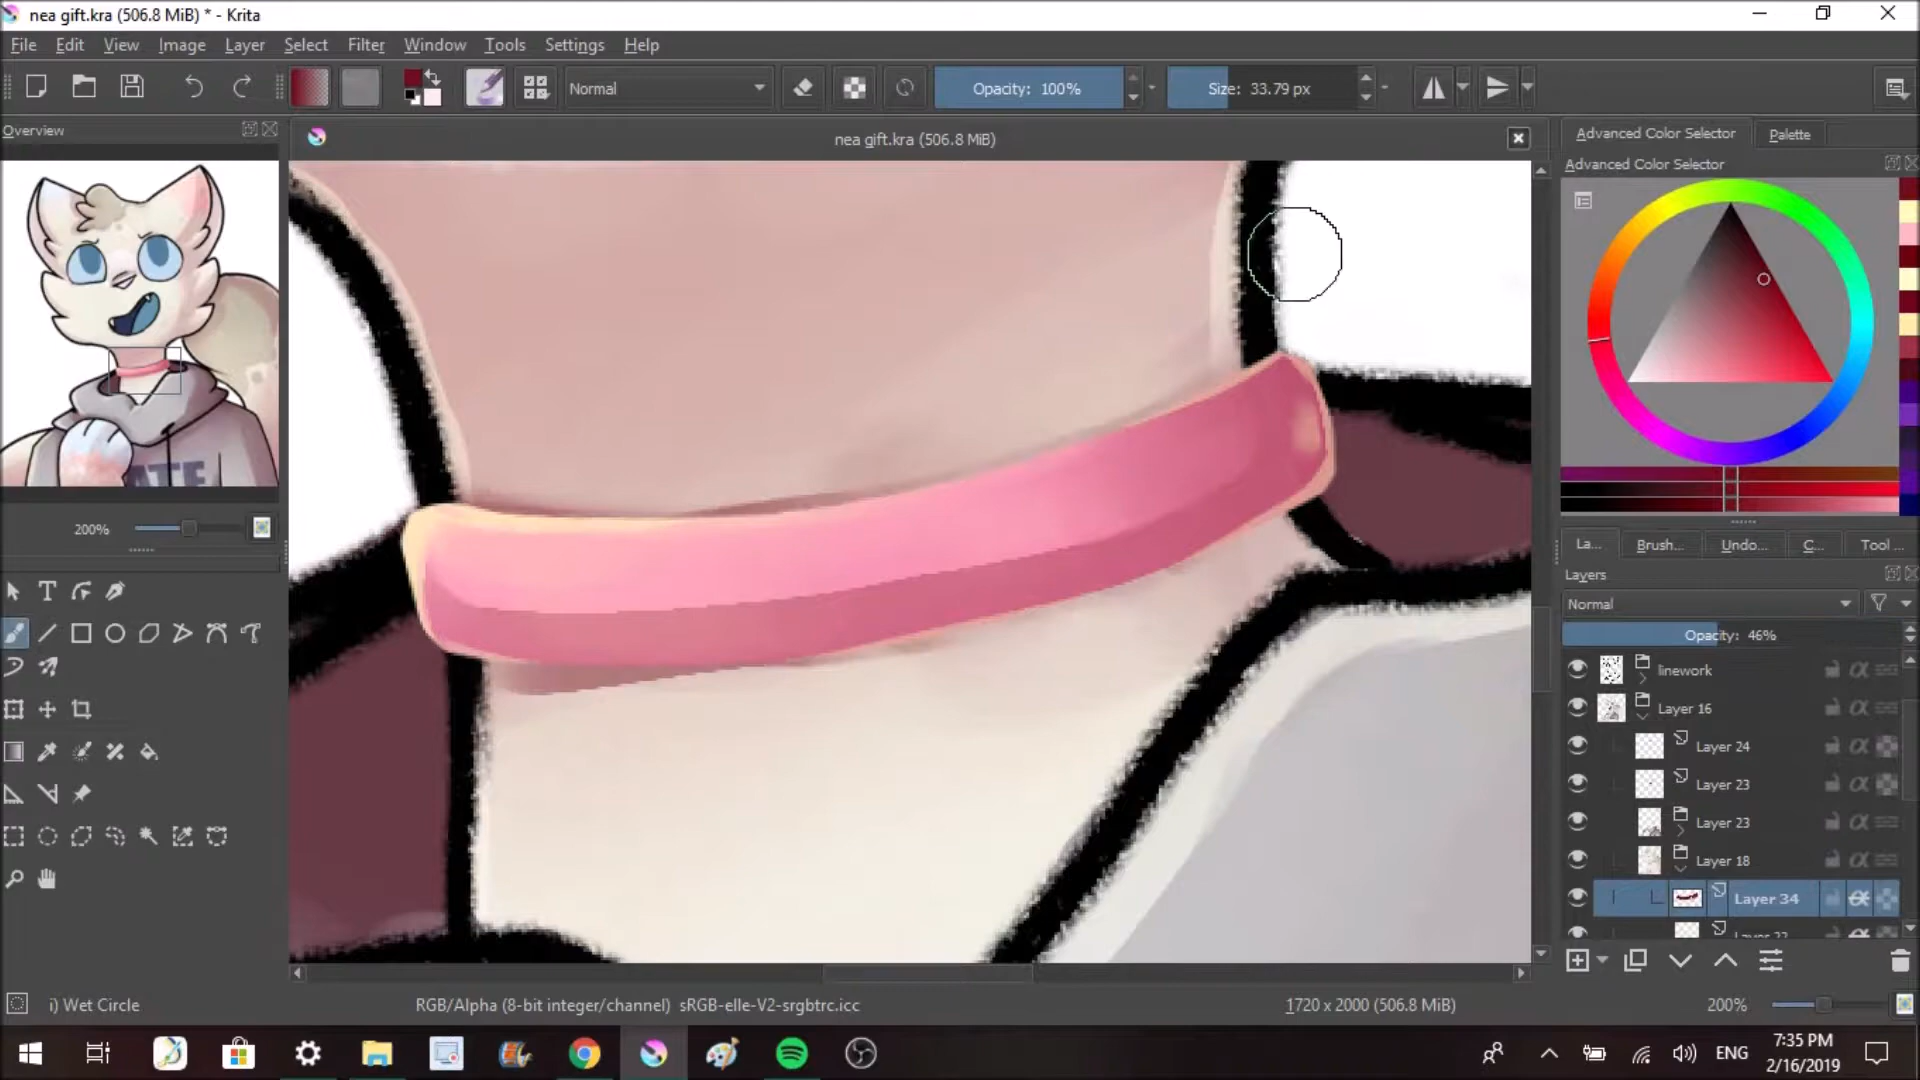 nea gift.kra (506.8 MiB) * - Krita
File Edit View Image Layer Select Filter Window Tools Settings Help
Normal Opacity: 100% Size: 33.79 px
Overview
nea gift.kra (506.8 MiB)
Advanced Color Selector Palette
Advanced Color Selector
ATE
200%
La... Brush... Undo... C... Tool ...
Layers
Normal
Opacity: 46%
linework
Layer 16
Layer 24
Layer 23
Layer 23
Layer 18
Layer 34
i) Wet Circle
RGB/Alpha (8-bit integer/channel) sRGB-elle-V2-srgbtrc.icc
1720 x 2000 (506.8 MiB)
200%
ENG
7:35 PM
2/16/2019